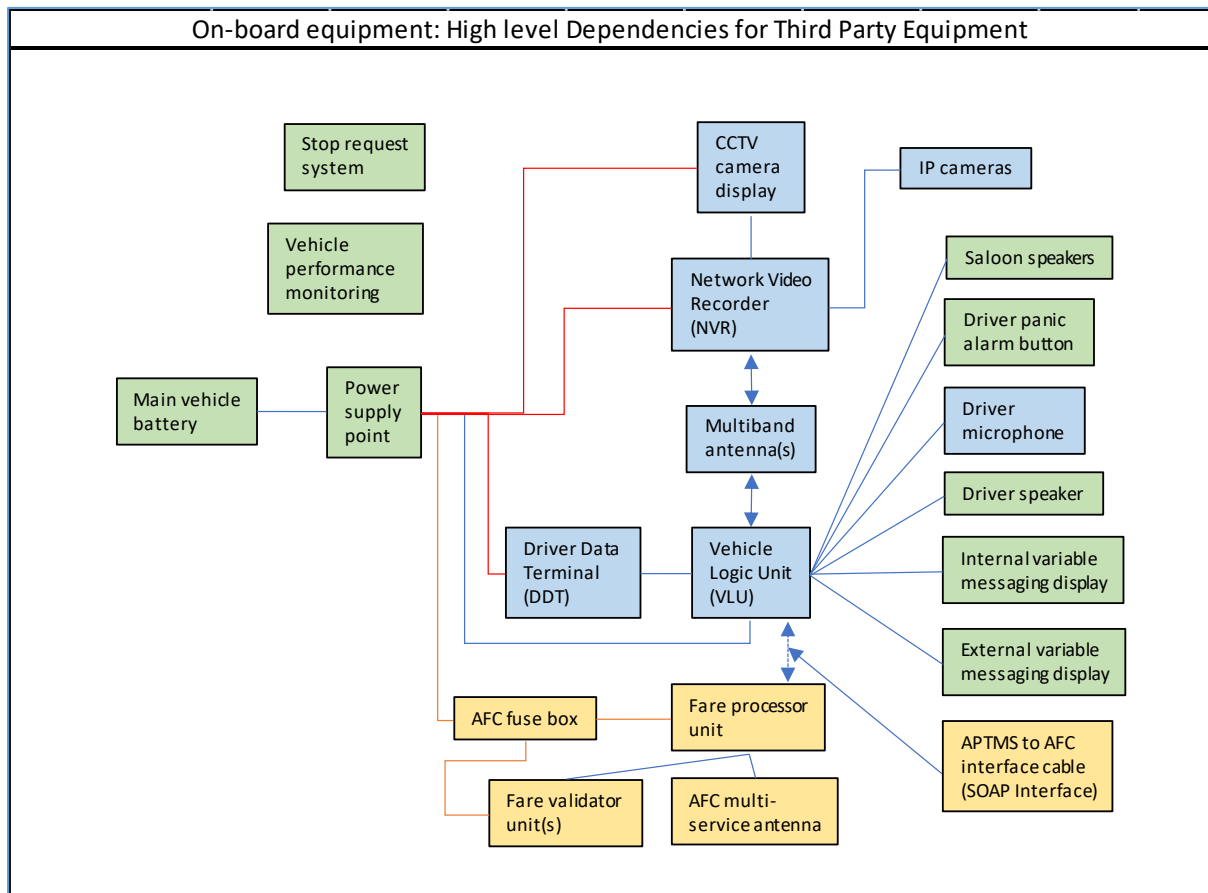 On-board equipment: High level Dependencies for Third Party Equipment
Stop request
system
CCTV
camera
display
IP cameras
Vehicle
performance
monitoring
Network Video
Recorder
(NVR)
Saloon speakers
Driver panic
alarm button
Main vehicle
battery
Power
supply
point
Multiband
antenna(s)
Driver
microphone
Driver speaker
Driver Data
Terminal
(DDT)
Vehicle
Logic Unit
(VLU)
Internal variable
messaging display
External variable
messaging display
AFC fuse box
Fare processor
unit
APTMS to AFC
interface cable
(SOAP Interface)
Fare validator
unit(s)
AFC multi-
service antenna